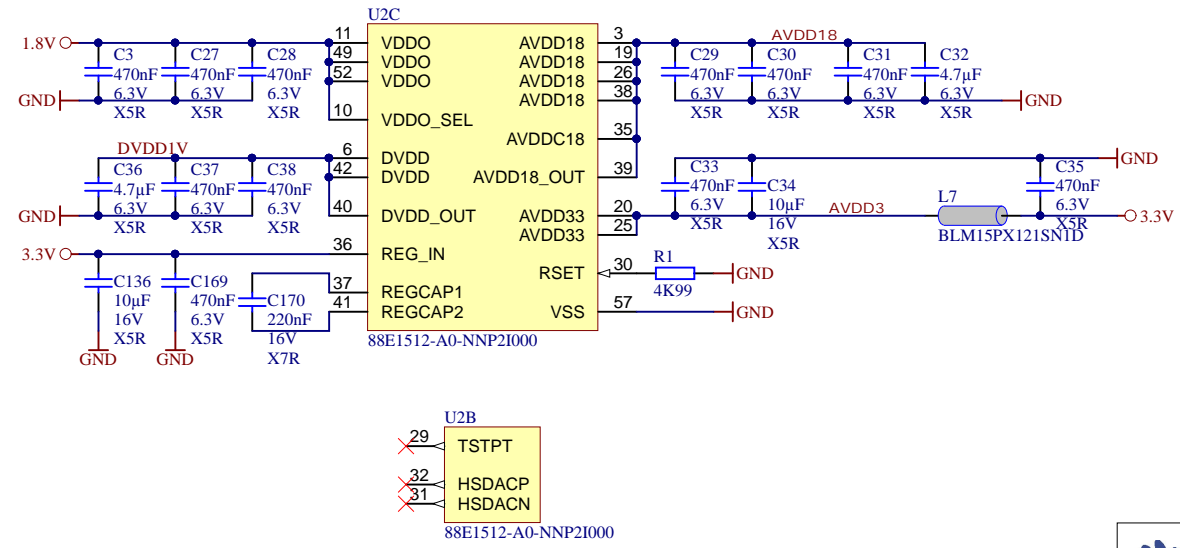 U2C
1.8V
11
VDDO
AVDD18
3
AVDD18
C3
C27
C28
49
VDDO
AVDD18
19
C29
C30
C31
C32
470nF
470nF
470nF
52
VDDO
AVDD18
26
470nF
470nF
470nF
4.7µF
6.3V
6.3V
6.3V
AVDD18
38
6.3V
6.3V
6.3V
6.3V
GND
GND
X5R
X5R
X5R
10
VDDO_SEL
X5R
X5R
X5R
X5R
AVDDC18
35
DVDD1V
6
DVDD
GND
C36
C37
C38
42
DVDD
AVDD18_OUT
39
C33
C35
4.7µF
470nF
470nF
470nF
C34
470nF
6.3V
6.3V
6.3V
6.3V
10µF
6.3V
GND
40
DVDD_OUT
AVDD33
20
AVDD3
L7
3.3V
X5R
X5R
X5R
X5R
16V
X5R
AVDD33
25
X5R
BLM15PX121SN1D
3.3V
36
REG_IN
R1
C136
C169
RSET
30
GND
10µF
470nF
37
REGCAP1
4K99
16V
6.3V
C170
41
REGCAP2
VSS
57
GND
X5R
X5R
220nF
16V
88E1512-A0-NNP2I000
GND
GND
X7R
U2B
29
TSTPT
32
HSDACP
31
HSDACN
88E1512-A0-NNP2I000